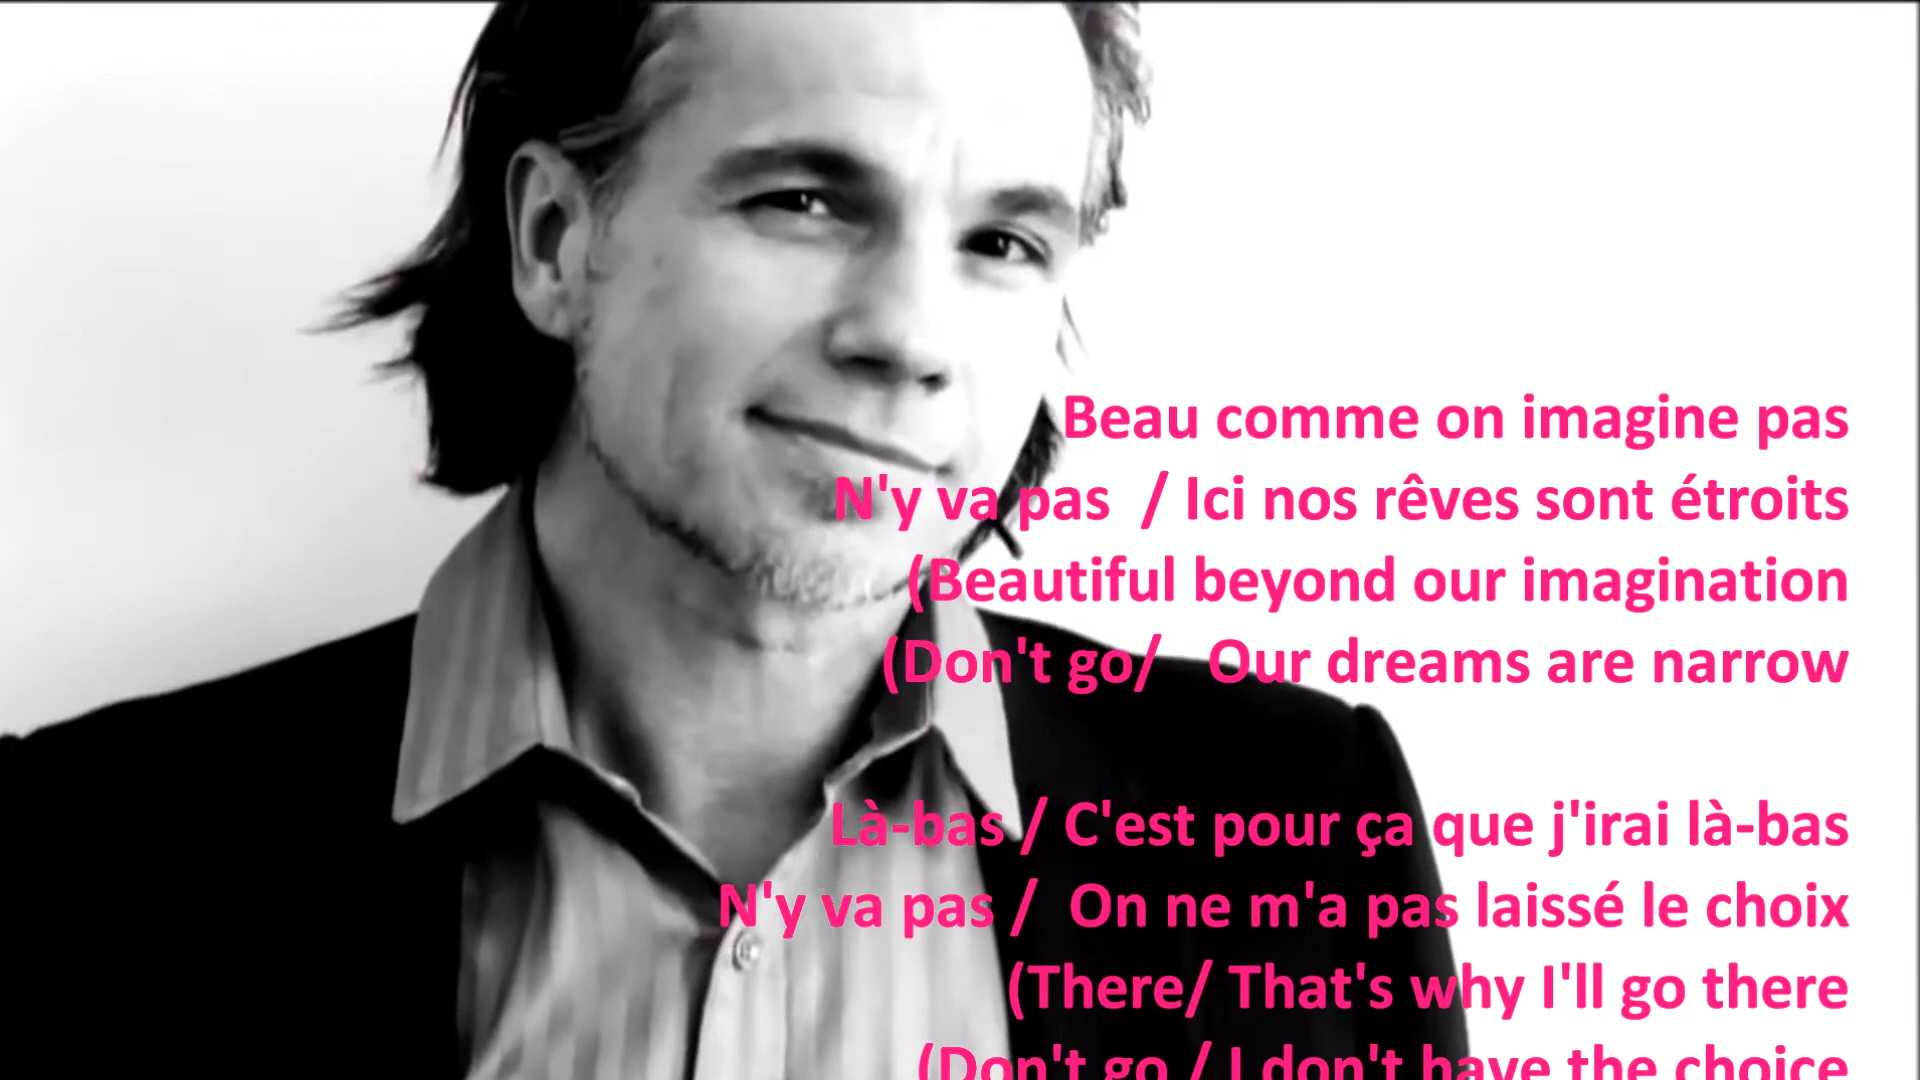 Beau comme on imagine pas
N'y va pas  / Ici nos rêves sont étroits
(Beautiful beyond our imagination
(Don't go/   Our dreams are narrow
Là-bas / C'est pour ça que j'irai là-bas
N'y va pas /  On ne m'a pas laissé le choix
(There/ That's why I'll go there
(Don't go / I don't have the choice